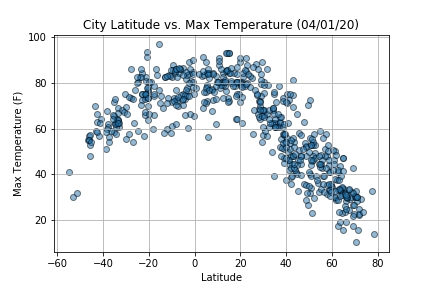 City Latitude vs. Max Temperature (04/01/20)
100
80
60
40
20
Max Temperature (F)
−60 −40 −20 0 20 40 60 80
Latitude